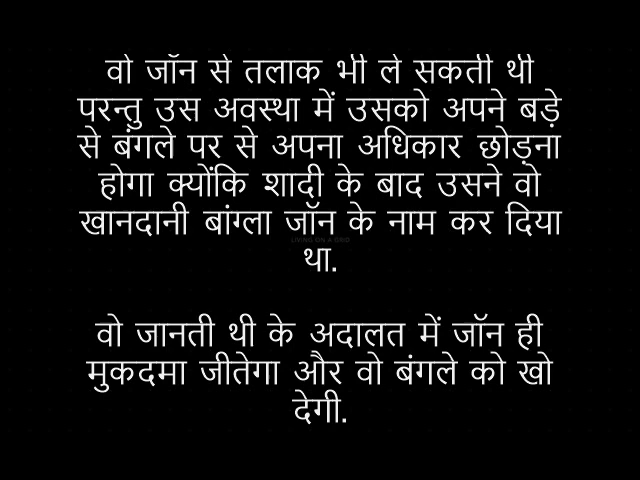 वो जॉन से तलाक भी ले सकती थी
परन्तु उस अवस्था में उसको अपने बड़े
से बंगले पर से अपना अधिकार छोड़ना
होगा क्योंकि शादी के बाद उसने वो
खानदानी बांग्ला जॉन के नाम कर दिया
था.
वो जानती थी के अदालत में जॉन ही
मुकदमा जीतेगा और वो बंगले को खो
देगी.